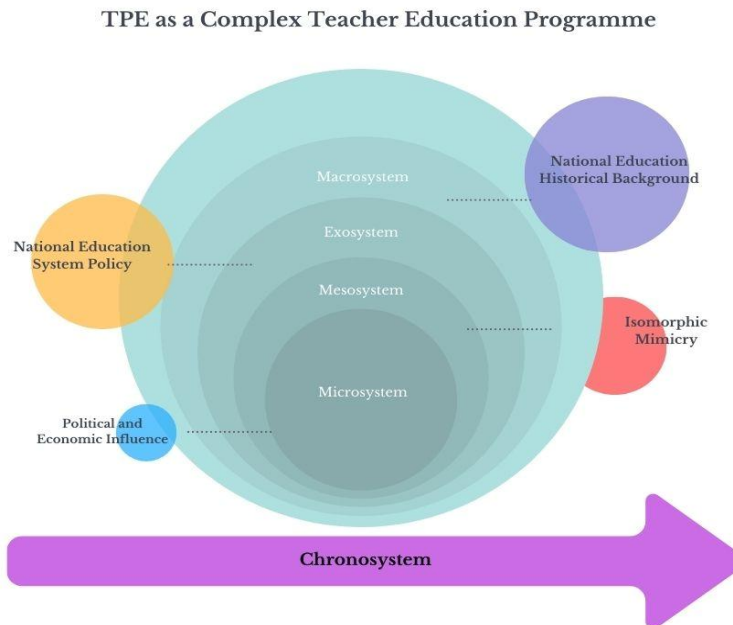 TPE as a Complex Teacher Education Programme
National Education
Historical Background
Macrosystem
Exosystem
National Education
System Policy
Mesosystem
Isomorphic
Mimicry
Microsystem
Political and
Economic Influence
Chronosystem